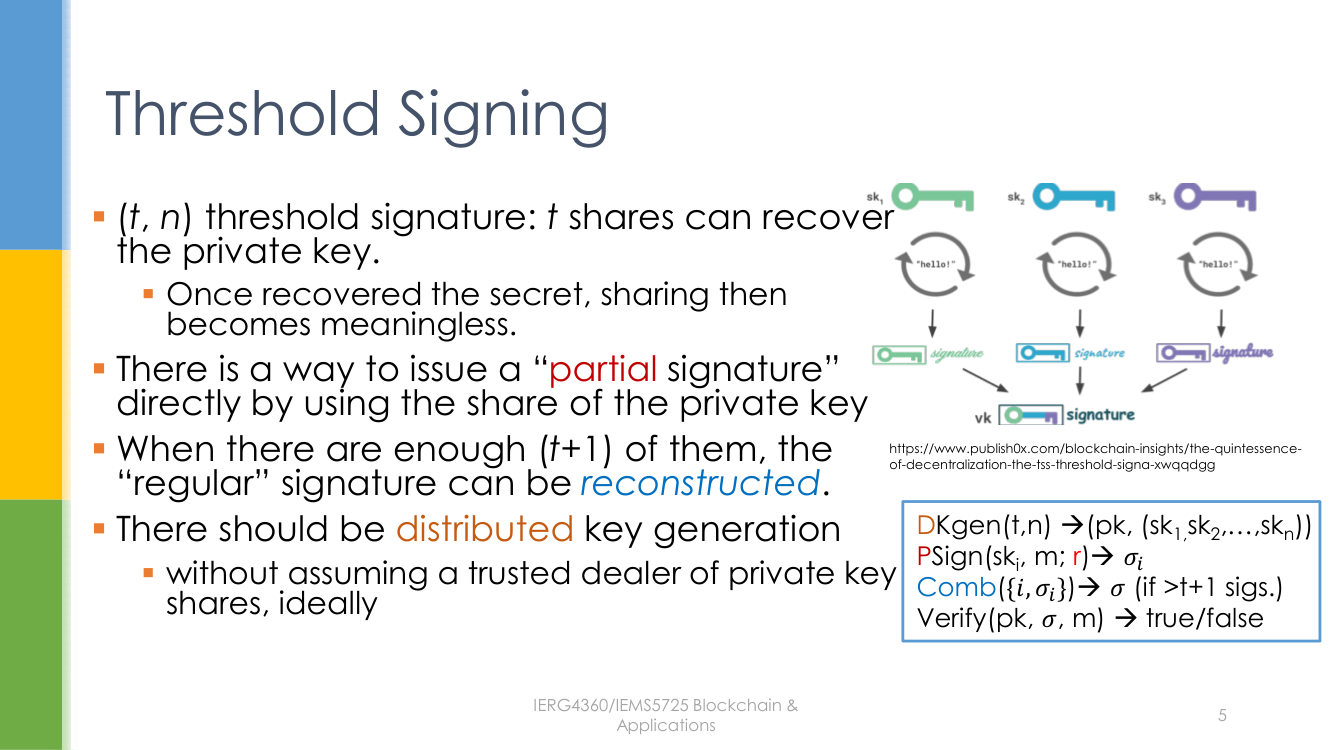 Threshold Signing
▪ (t, n) threshold signature: t shares can recover
the private key.
▪ Once recovered the secret, sharing then
becomes meaningless.
▪ There is a way to issue a “partial signature”
directly by using the share of the private key
▪ When there are enough (t+1) of them, the
“regular” signature can be reconstructed.
▪ There should be distributed key generation
▪ without assuming a trusted dealer of private key
shares, ideally
sk₁ sk₂ sk₃
"hello!" "hello!" "hello!"
signature signature signature
vk signature
https://www.publish0x.com/blockchain-insights/the-quintessence-
of-decentralization-the-tss-threshold-signa-xwqqdgg
DKgen(t,n) →(pk, (sk₁,sk₂,…,skₙ))
PSign(skᵢ, m; r)→ 𝜎ᵢ
Comb({𝑖, 𝜎ᵢ})→ 𝜎 (if >t+1 sigs.)
Verify(pk, 𝜎, m) → true/false
IERG4360/IEMS5725 Blockchain &
Applications
5